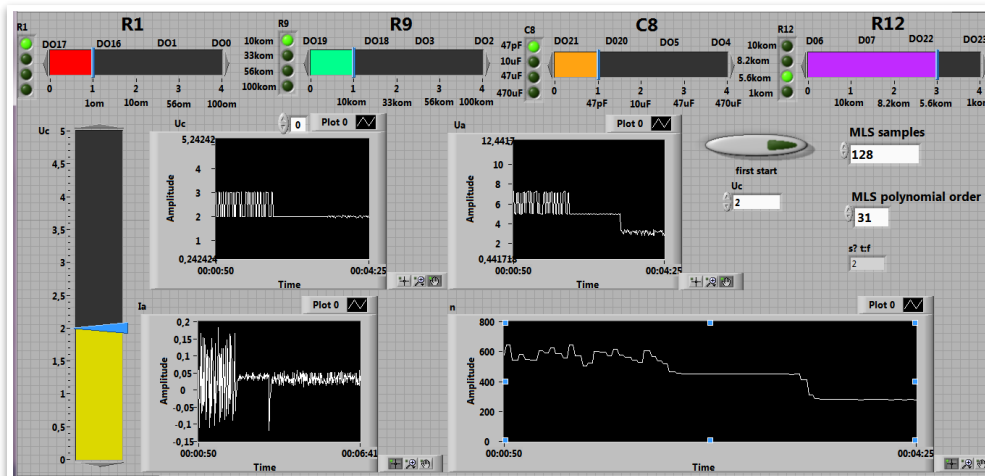 R1
R1
DO17 DO16 DO1 DO0
0 1 2 3 4
1om 10om 56om 100om
R9
R9
10kom
33kom
56kom
100kom
DO19 DO18 DO3 DO2
0 1 2 3 4
10kom 33kom 56kom 100kom
C8
C8
47pF
10uF
47uF
470uF
DO21 D020 DO5 DO4
0 1 2 3 4
47pF 10uF 47uF 470uF
R12
R12
10kom
8.2kom
5.6kom
1kom
D06 D07 DO22 DO23
0 1 2 3 4
10kom 8.2kom 5.6kom 1kom
Uc
5
4,5
4
3,5
3
2,5
2
1,5
1
0,5
0
Uc
0
Plot 0
5,24242
4
3
2
1
0,242424
Amplitude
00:00:50 00:04:25
Time
Ua
Plot 0
12,4417
10
8
6
4
2
0,441718
Amplitude
00:00:50 00:04:25
Time
first start
Uc
2
MLS samples
128
MLS polynomial order
31
s? t:f
2
Ia
Plot 0
0,2
0,15
0,1
0,05
0
-0,05
-0,1
-0,15
Amplitude
00:00:50 00:06:41
Time
n
Plot 0
800
600
400
200
0
Amplitude
00:00:50 00:04:25
Time